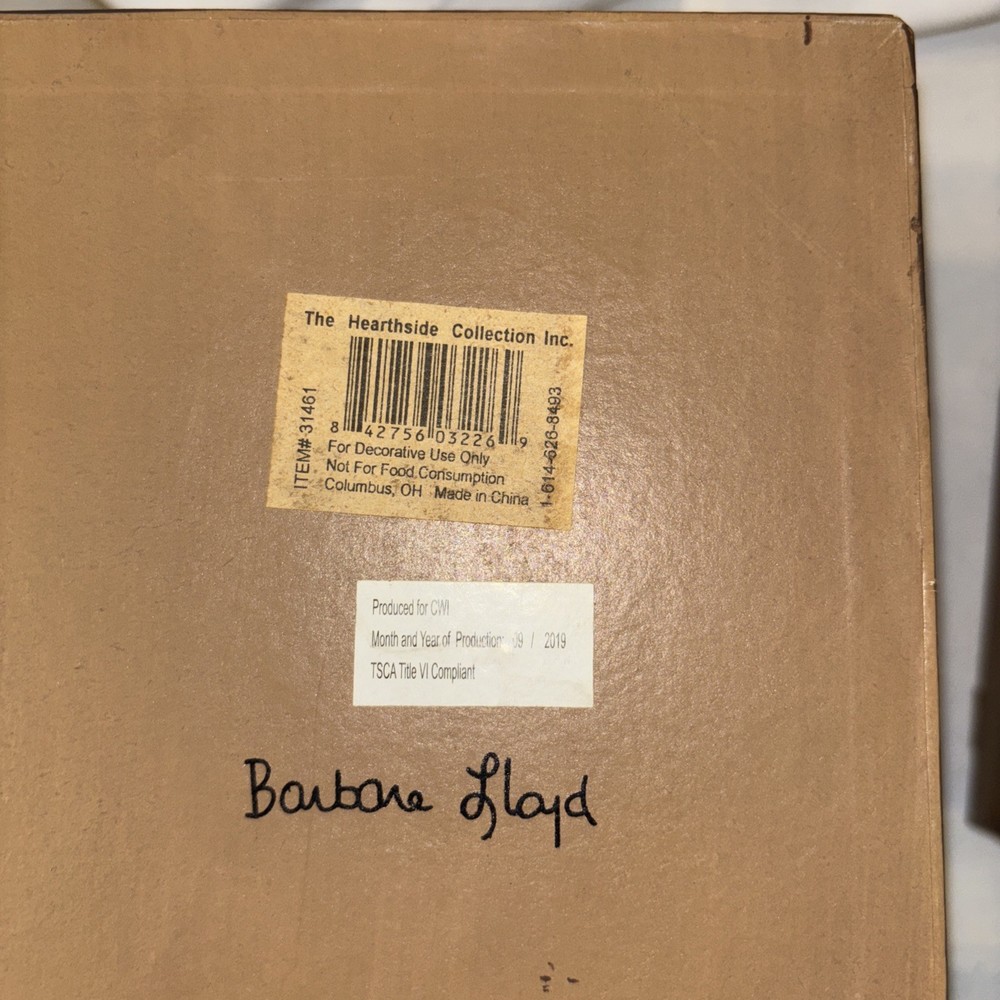 The Hearthside Collection Inc.
ITEM# 31461
8 42756 03226 9
1-614-626-8493
For Decorative Use Only
Not For Food Consumption
Columbus, OH Made in China
Produced for CWI
Month and Year of Production: 09 / 2019
TSCA Title VI Compliant
Barbara Lloyd